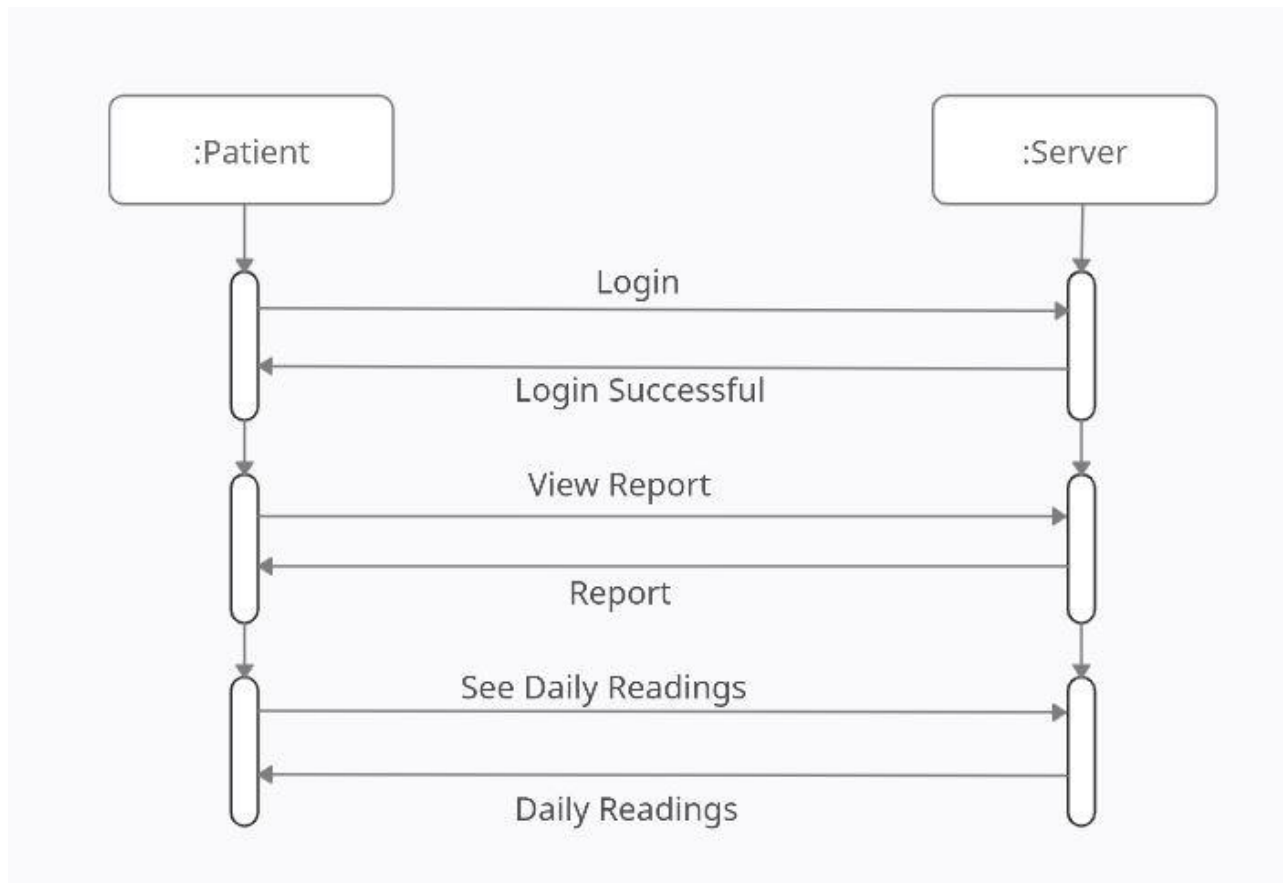 :Patient
:Server
Login
Login Successful
View Report
Report
See Daily Readings
Daily Readings